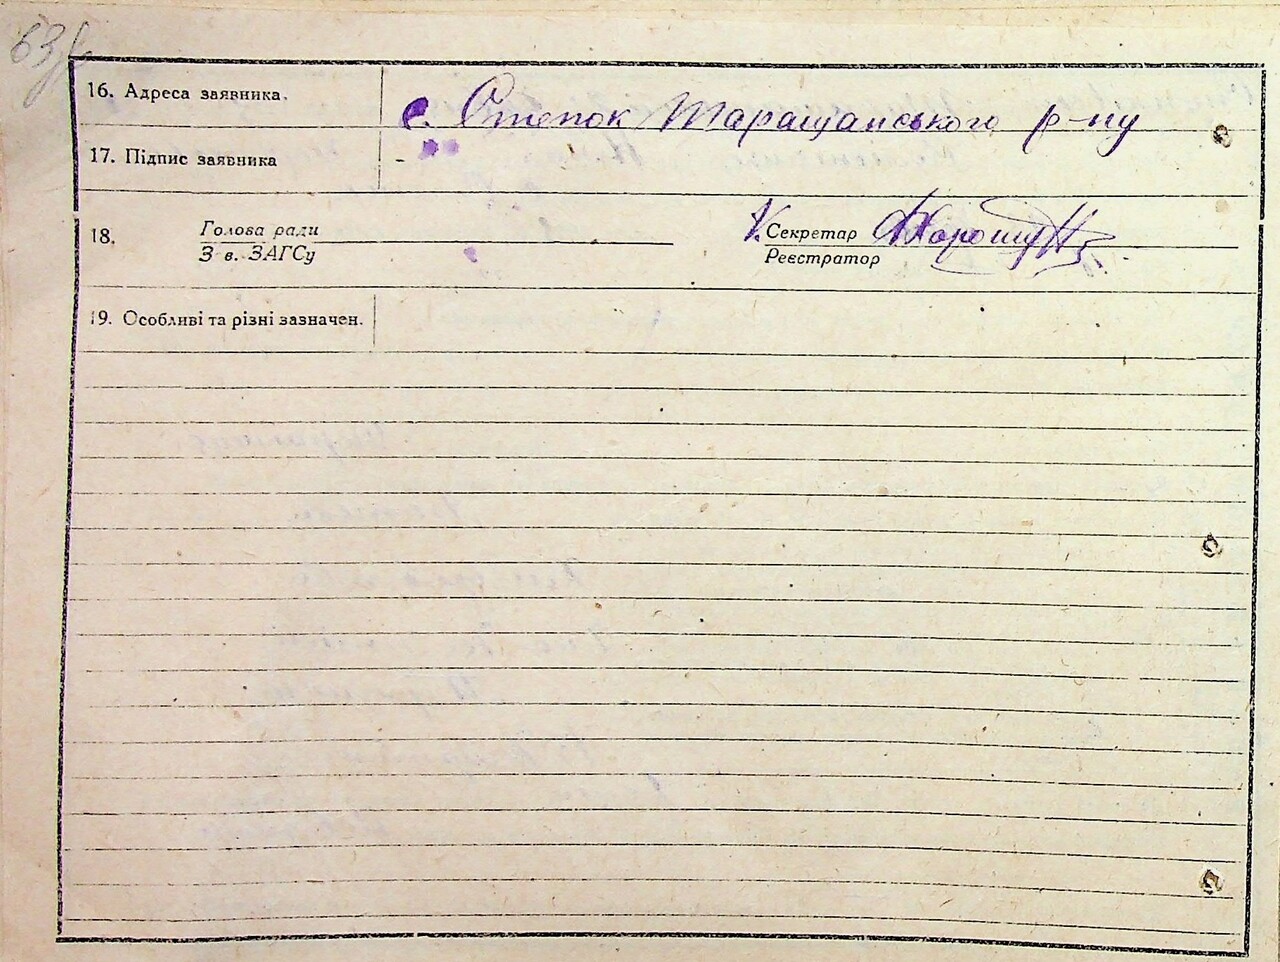 16. Адреса заявника.
с. Степок Таращанського р-ну
17. Підпис заявника
-
18. Голова ради
З в. ЗАГСу
Секретар
Реєстратор
19. Особливі та різні зазначен.